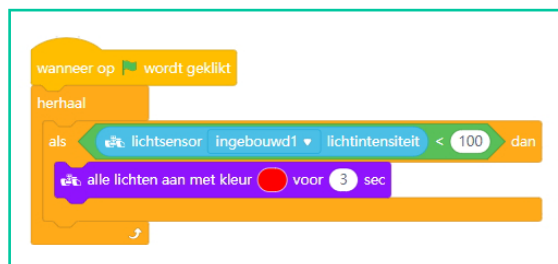 wanneer op wordt geklikt
herhaal
als lichtsensor ingebouwd1 lichtintensiteit < 100 dan
alle lichten aan met kleur voor 3 sec